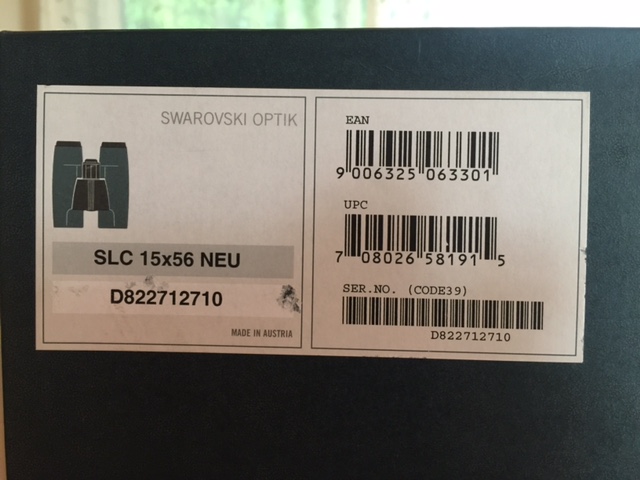 SWAROVSKI OPTIK
SLC 15x56 NEU
D822712710
MADE IN AUSTRIA
EAN
9 006325 063301
UPC
7 08026 58191 5
SER.NO. (CODE39)
D822712710